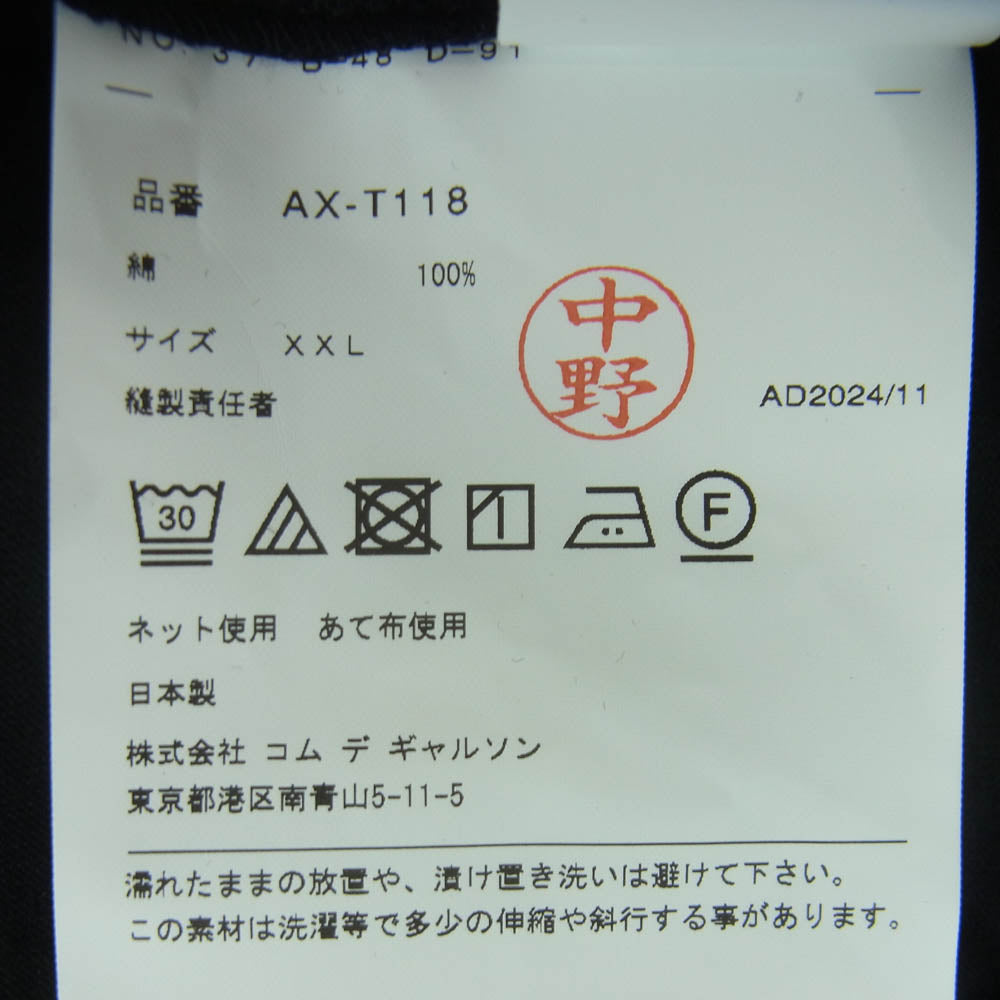 NO. 37 B-48 D-91
品番 AX-T118
綿 100%
サイズ XXL
中野
縫製責任者
AD2024/11
30 F
ネット使用 あて布使用
日本製
株式会社 コム デ ギャルソン
東京都港区南青山5-11-5
濡れたままの放置や、漬け置き洗いは避けて下さい。
この素材は洗濯等で多少の伸縮や斜行する事があります。